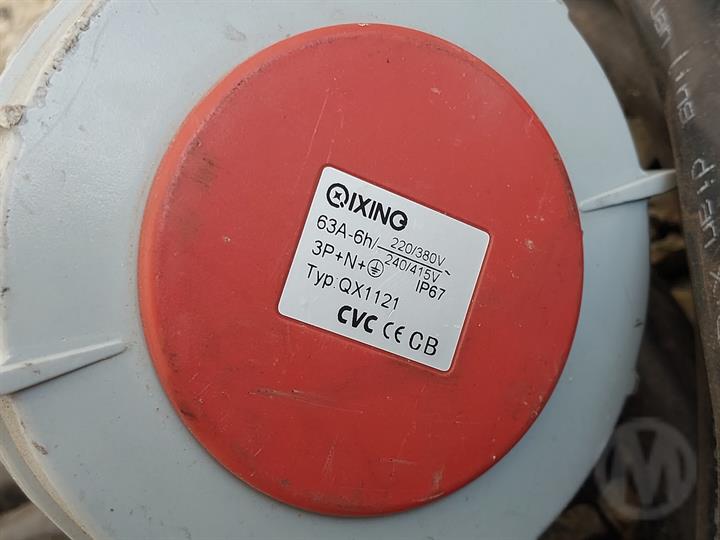 QIXING
63A-6h/ 220/380V~
240/415V
3P+N+⏚ IP67
Typ:QX1121
CVC CE CB
M